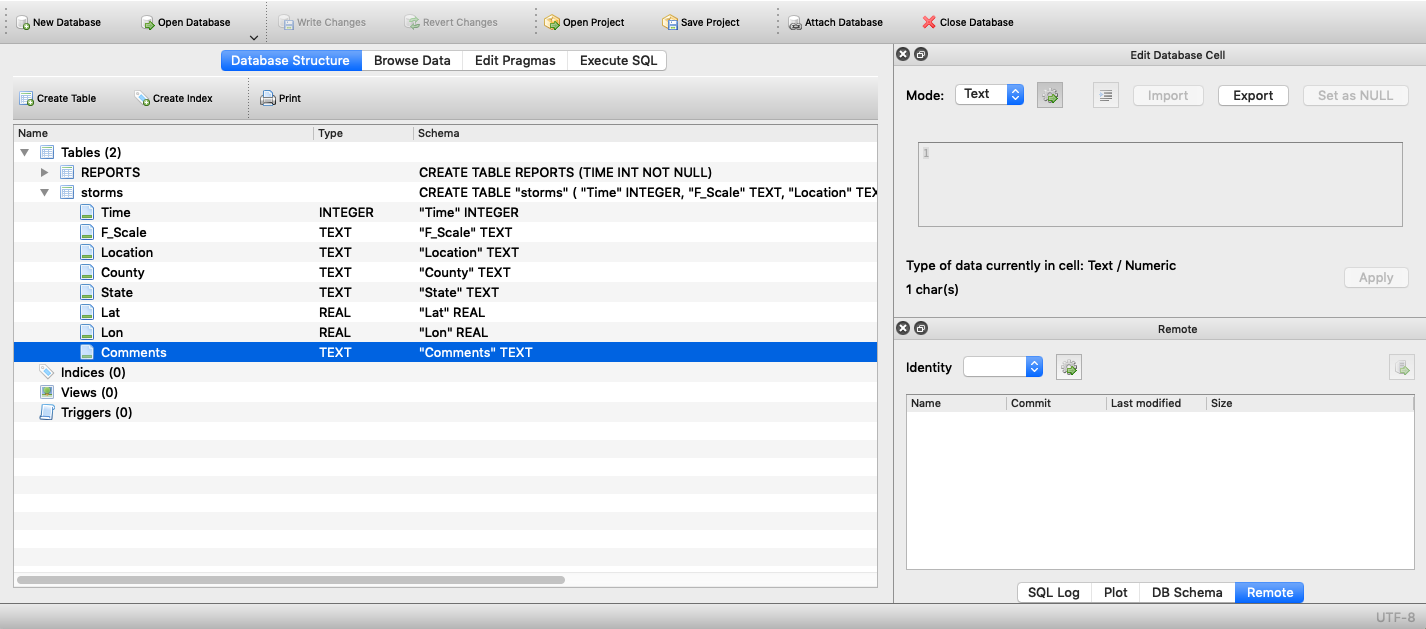 New Database Open Database Write Changes Revert Changes Open Project Save Project Attach Database Close Database
Database Structure Browse Data Edit Pragmas Execute SQL
Create Table Create Index Print
Name Type Schema
Tables (2)
REPORTS CREATE TABLE REPORTS (TIME INT NOT NULL)
storms CREATE TABLE "storms" ( "Time" INTEGER, "F_Scale" TEXT, "Location" TEX
Time INTEGER "Time" INTEGER
F_Scale TEXT "F_Scale" TEXT
Location TEXT "Location" TEXT
County TEXT "County" TEXT
State TEXT "State" TEXT
Lat REAL "Lat" REAL
Lon REAL "Lon" REAL
Comments TEXT "Comments" TEXT
Indices (0)
Views (0)
Triggers (0)
Edit Database Cell
Mode: Text Import Export Set as NULL
1
Type of data currently in cell: Text / Numeric
1 char(s)
Apply
Remote
Identity
Name Commit Last modified Size
SQL Log Plot DB Schema Remote
UTF-8